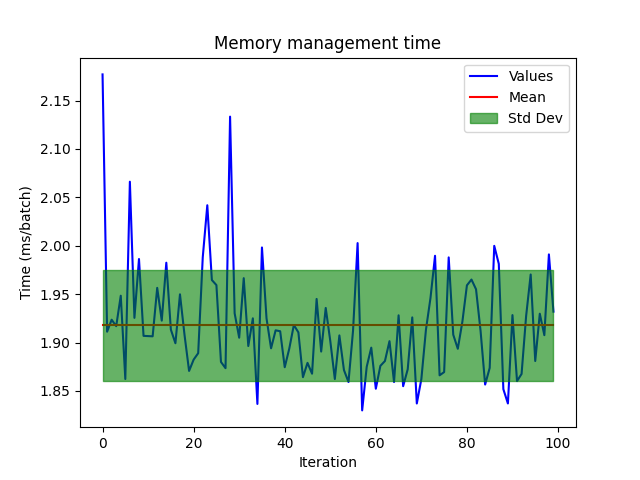 Memory management time
Values
Mean
Std Dev
Time (ms/batch)
2.15
2.10
2.05
2.00
1.95
1.90
1.85
0
20
40
60
80
100
Iteration